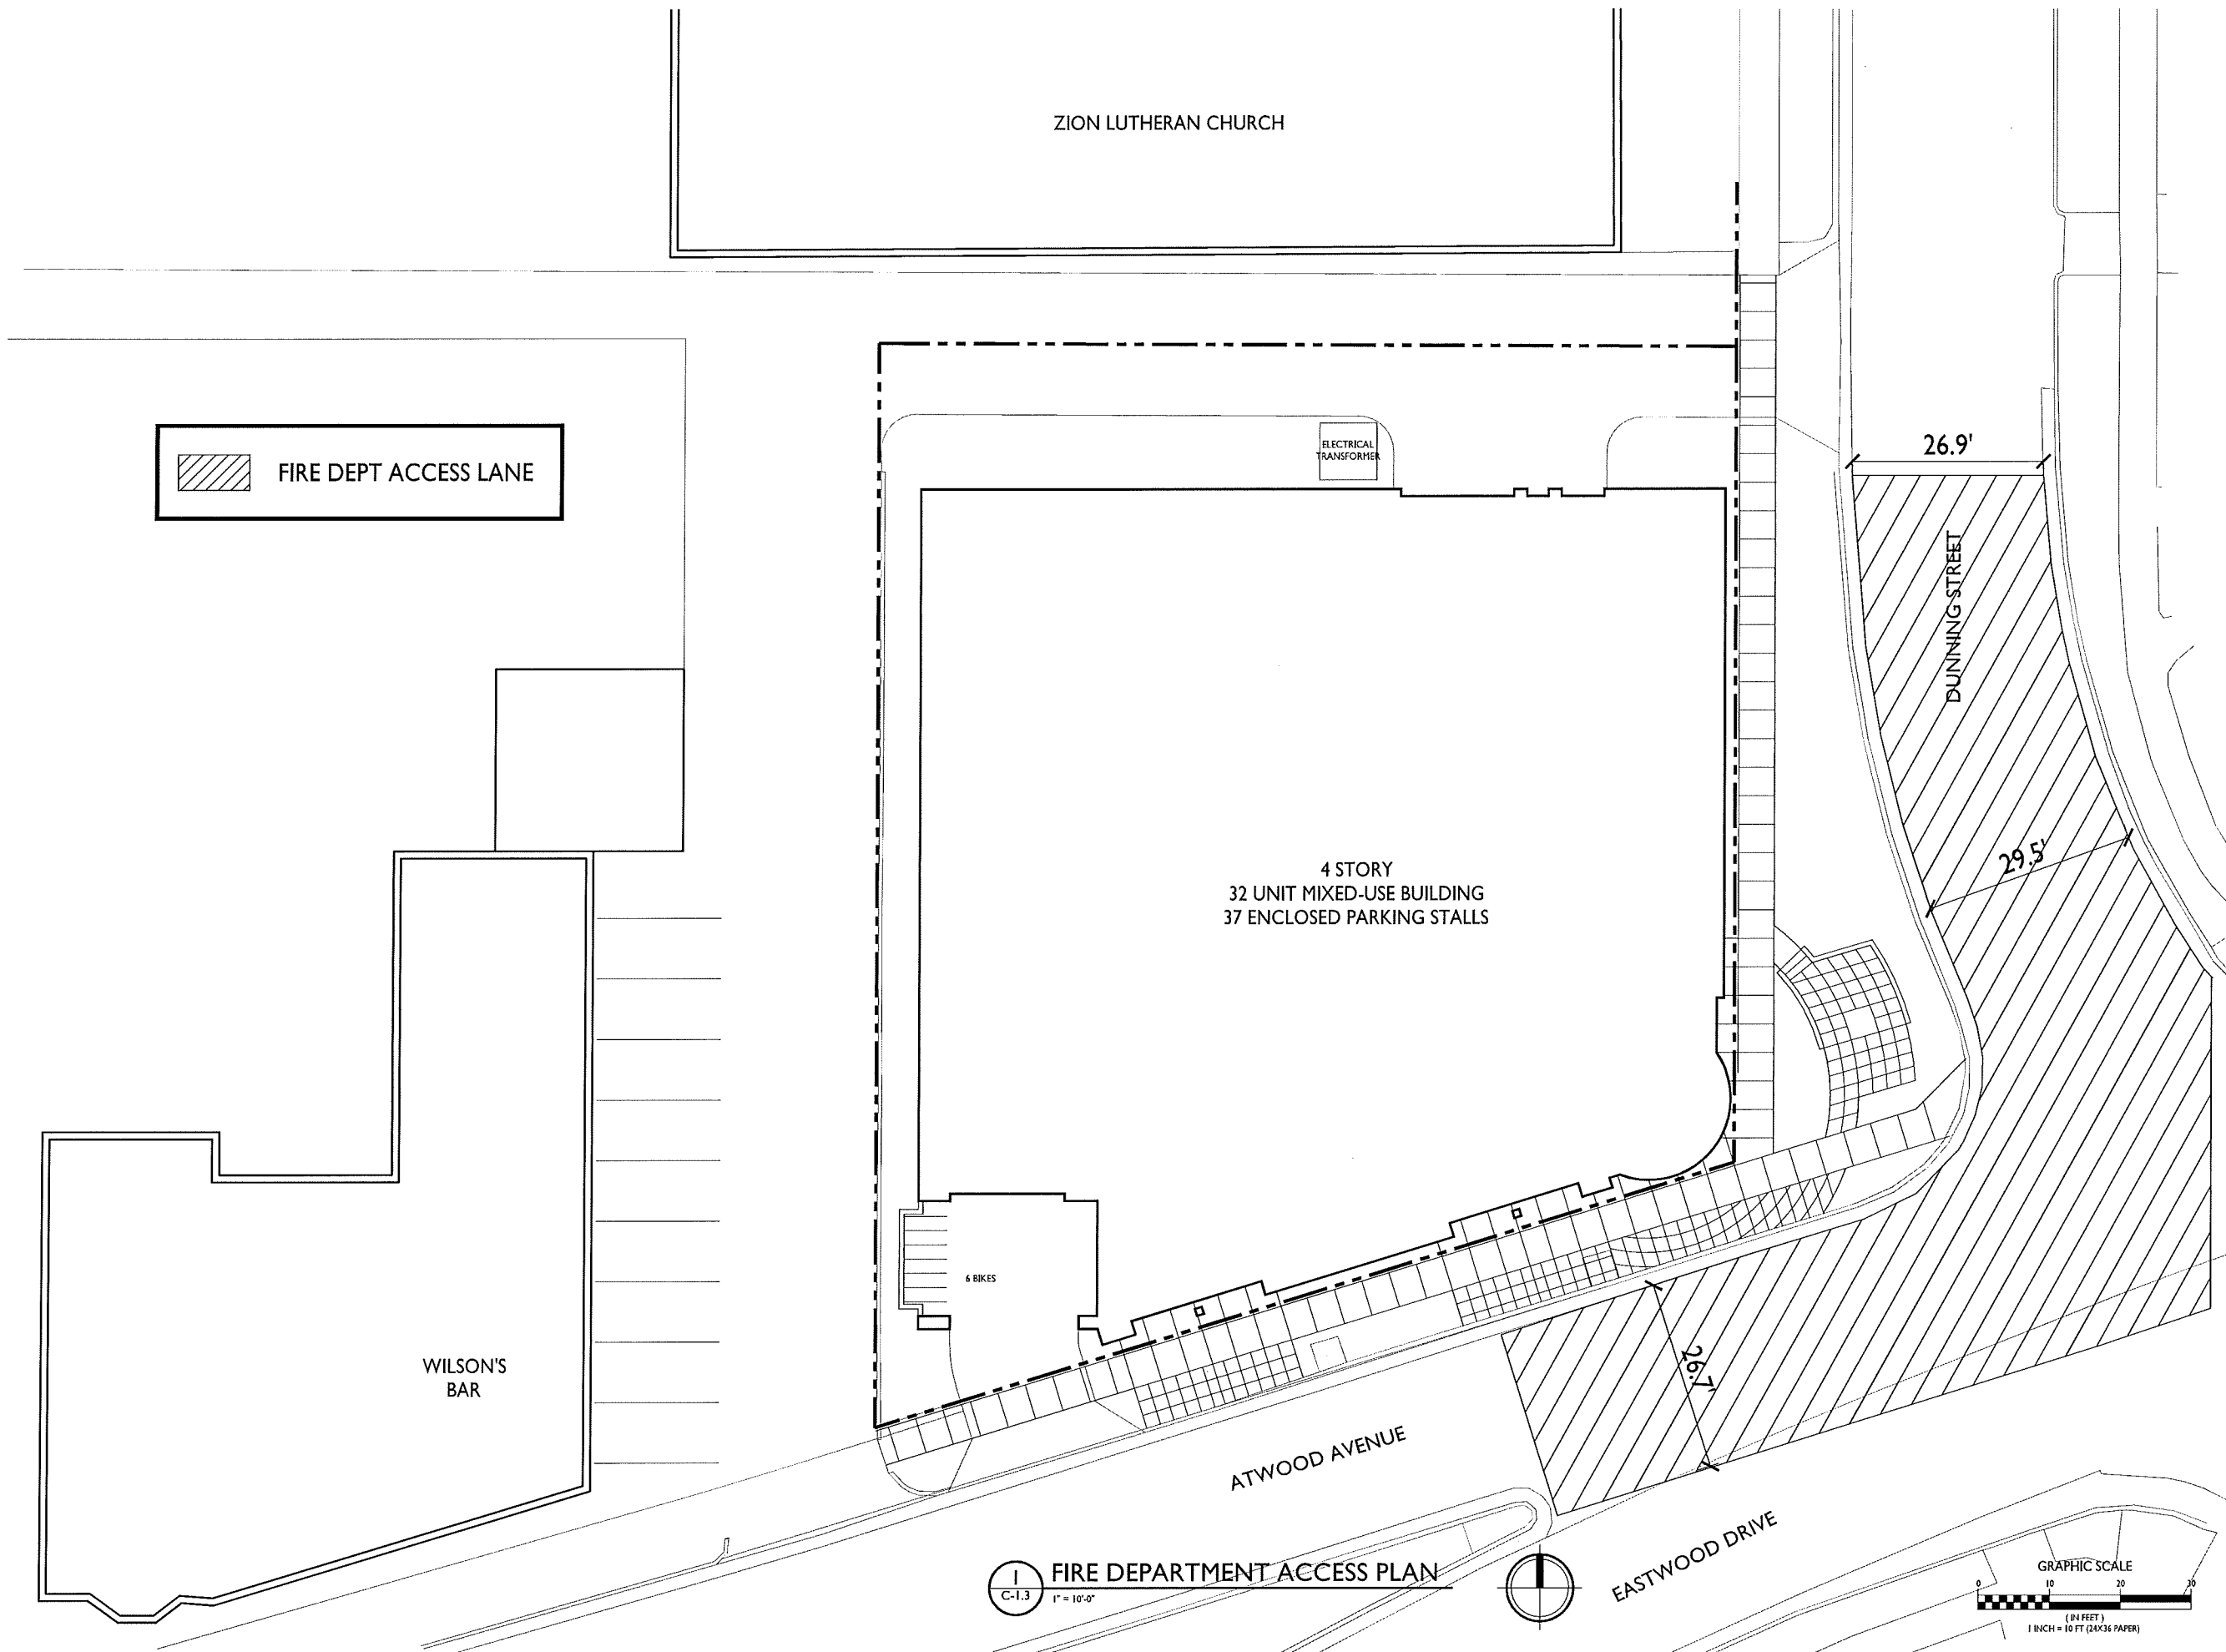 ZION LUTHERAN CHURCH
FIRE DEPT ACCESS LANE
ELECTRICAL
TRANSFORMER
26.9'
DUNNING STREET
29.5'
4 STORY
32 UNIT MIXED-USE BUILDING
37 ENCLOSED PARKING STALLS
6 BIKES
WILSON'S
BAR
26.7'
ATWOOD AVENUE
EASTWOOD DRIVE
1
C-1.3
FIRE DEPARTMENT ACCESS PLAN
1" = 10'-0"
GRAPHIC SCALE
0 10 20 30
( IN FEET )
1 INCH = 10 FT (24X36 PAPER)